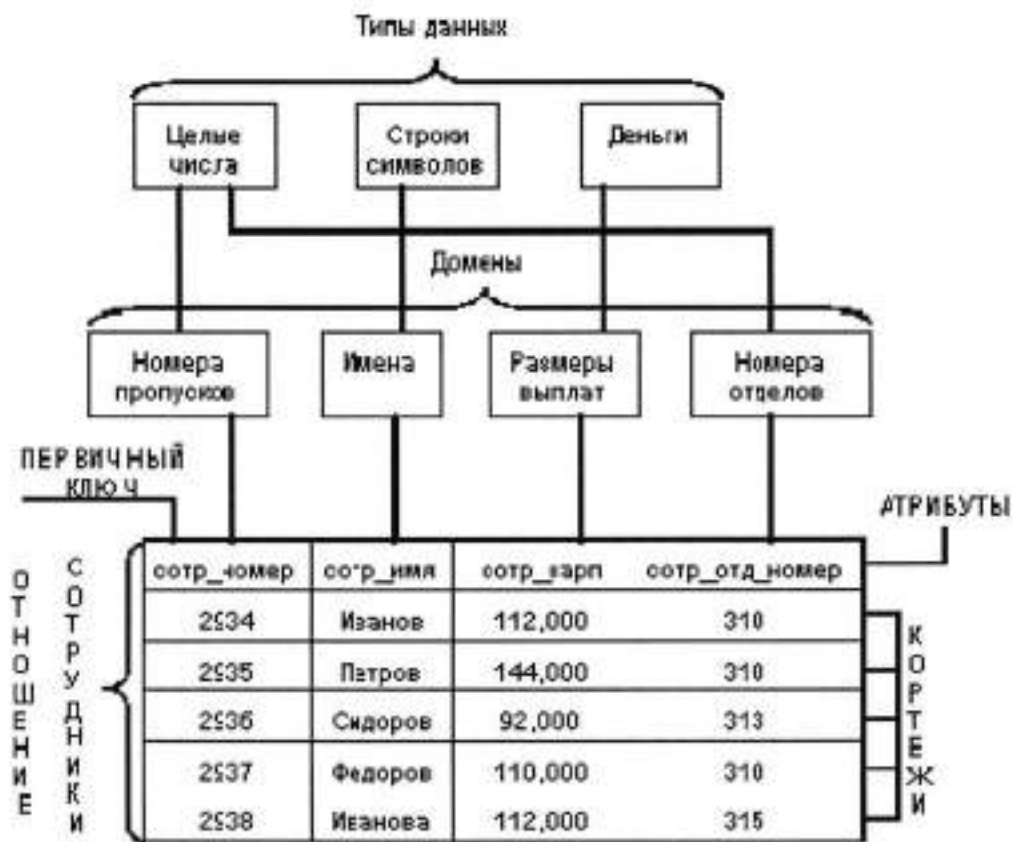 Типы данных
Целые числа
Строки символов
Деньги
Домены
Номера пропусков
Имена
Размеры выплат
Номера отделов
ПЕРВИЧНЫЙ КЛЮЧ
АТРИБУТЫ
ОТНОШЕНИЕ
СОТРУДНИКИ
сотр_номер сотр_имя сотр_зарп сотр_отд_номер
2934 Иванов 112,000 310
2935 Петров 144,000 310
2936 Сидоров 92,000 313
2937 Федоров 110,000 310
2938 Иванова 112,000 315
КОРТЕЖИ